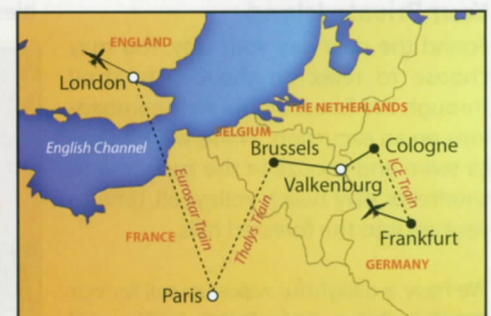 ENGLAND
London
English Channel
THE NETHERLANDS
BELGIUM
Brussels
Cologne
Valkenburg
ICE Train
Eurostar Train
Thalys Train
FRANCE
Frankfurt
GERMANY
Paris